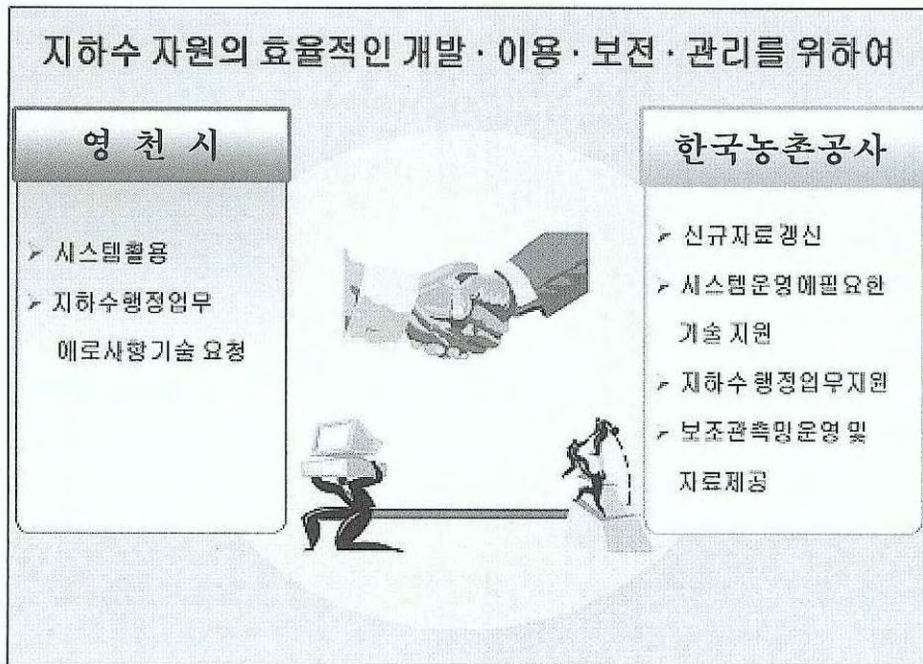 지하수 자원의 효율적인 개발 · 이용 · 보전 · 관리를 위하여
영 천 시
➢ 시스템활용
➢ 지하수행정업무
애로사항기술 요청
한국농촌공사
➢ 신규자료갱신
➢ 시스템운영에필요한
기술 지원
➢ 지하수 행정업무지원
➢ 보조관측망운영 및
자료제공